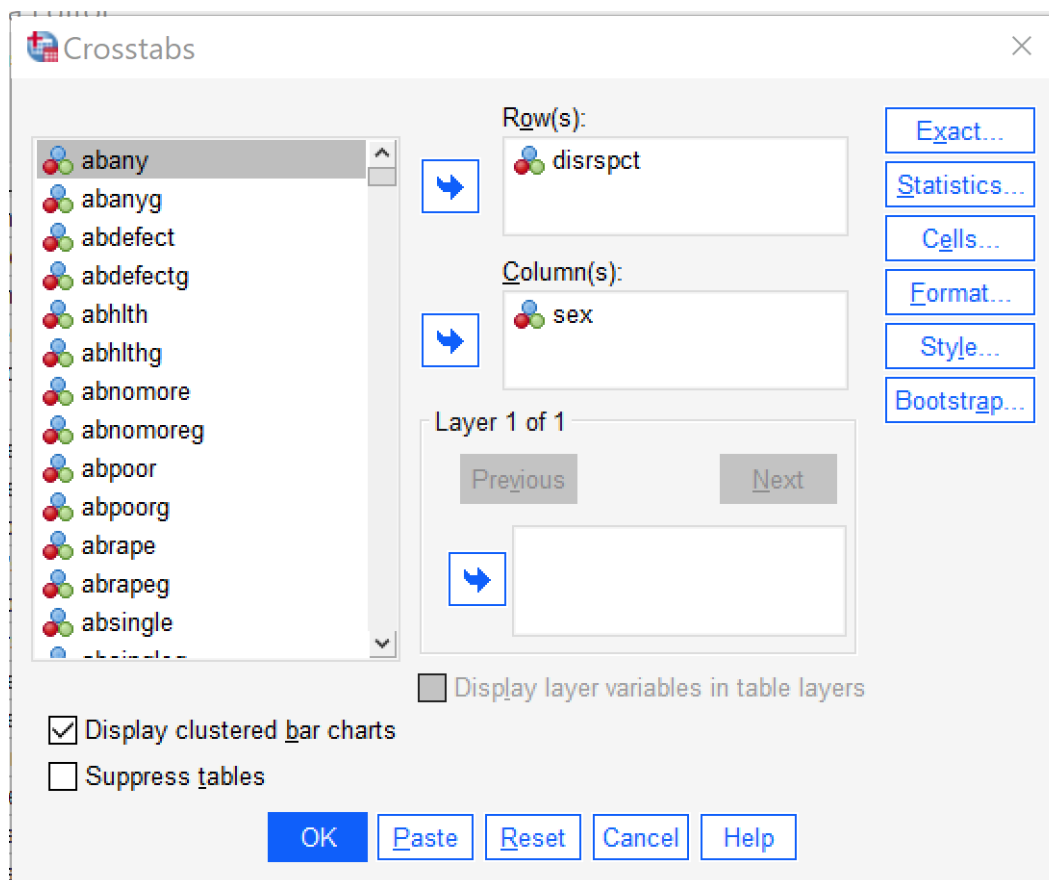 Crosstabs
abany
abanyg
abdefect
abdefectg
abhlth
abhlthg
abnomore
abnomoreg
abpoor
abpoorg
abrape
abrapeg
absingle
Row(s):
disrspct
Column(s):
sex
Layer 1 of 1
Previous
Next
Display layer variables in table layers
Exact...
Statistics...
Cells...
Format...
Style...
Bootstrap...
Display clustered bar charts
Suppress tables
OK
Paste
Reset
Cancel
Help